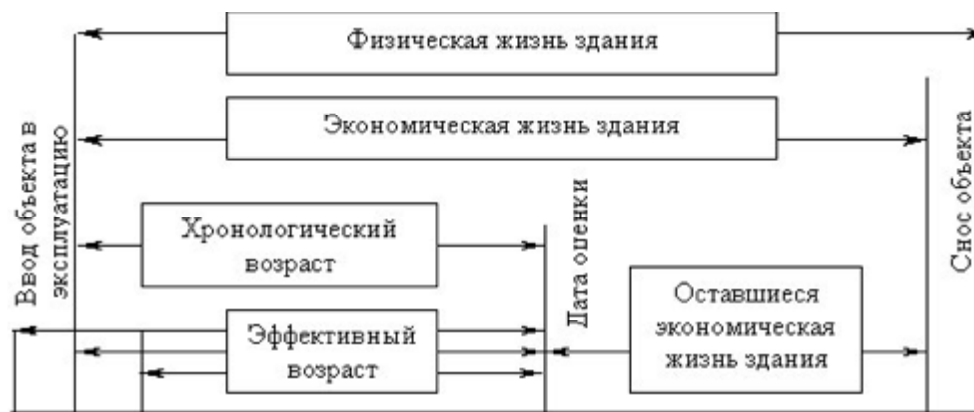 Физическая жизнь здания
Экономическая жизнь здания
Ввод объекта в
эксплуатацию
Хронологический
возраст
Эффективный
возраст
Дата оценки
Оставшиеся
экономическая
жизнь здания
Снос объекта